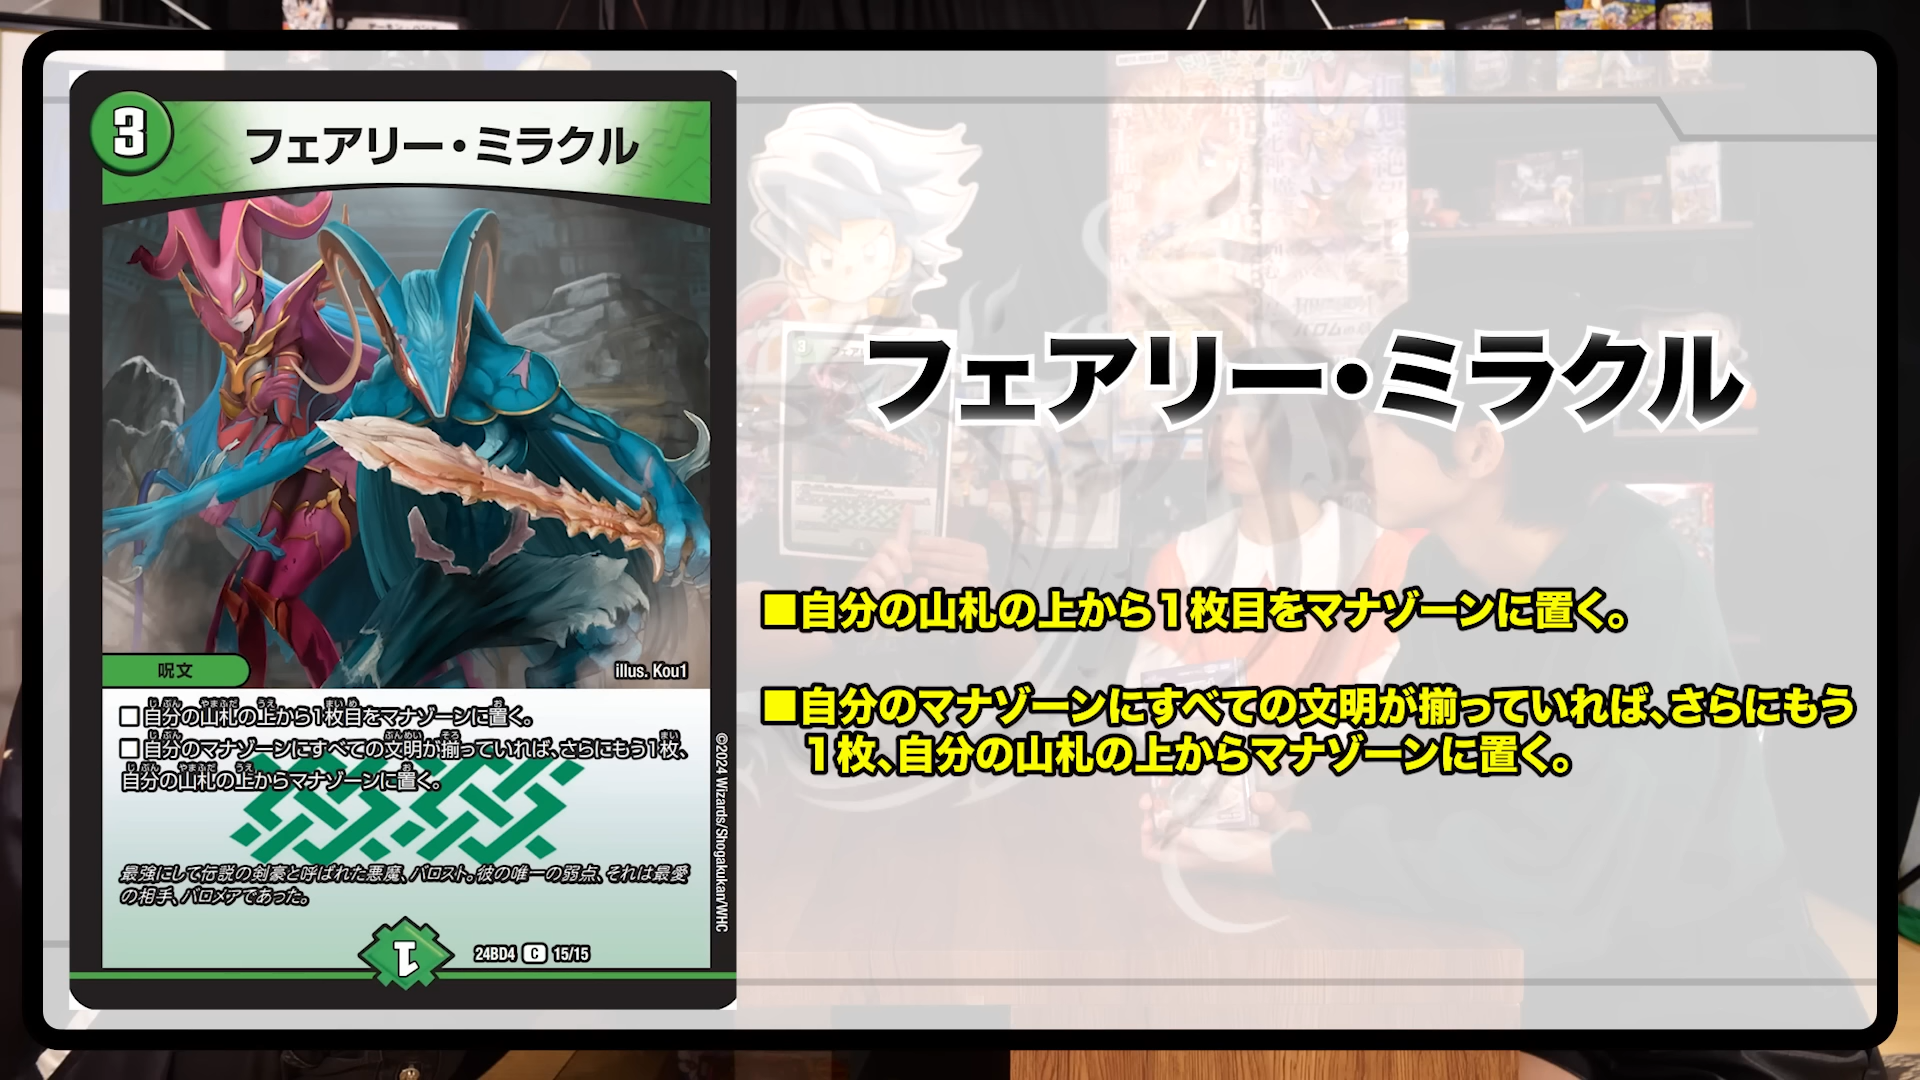 3
フェアリー・ミラクル
呪文
illus. Kou1
■自分の山札の上から1枚目をマナゾーンに置く。
■自分のマナゾーンにすべての文明が揃っていれば、さらにもう1枚、
自分の山札の上からマナゾーンに置く。
最強にして伝説の剣豪と呼ばれた悪魔、バロスト。彼の唯一の弱点、それは最愛
の相手、バロメアであった。
1
24BD4 C 15/15
©2024 Wizards/Shogakukan/WHC
フェアリー・ミラクル
■自分の山札の上から1枚目をマナゾーンに置く。
■自分のマナゾーンにすべての文明が揃っていれば、さらにもう
1枚、自分の山札の上からマナゾーンに置く。